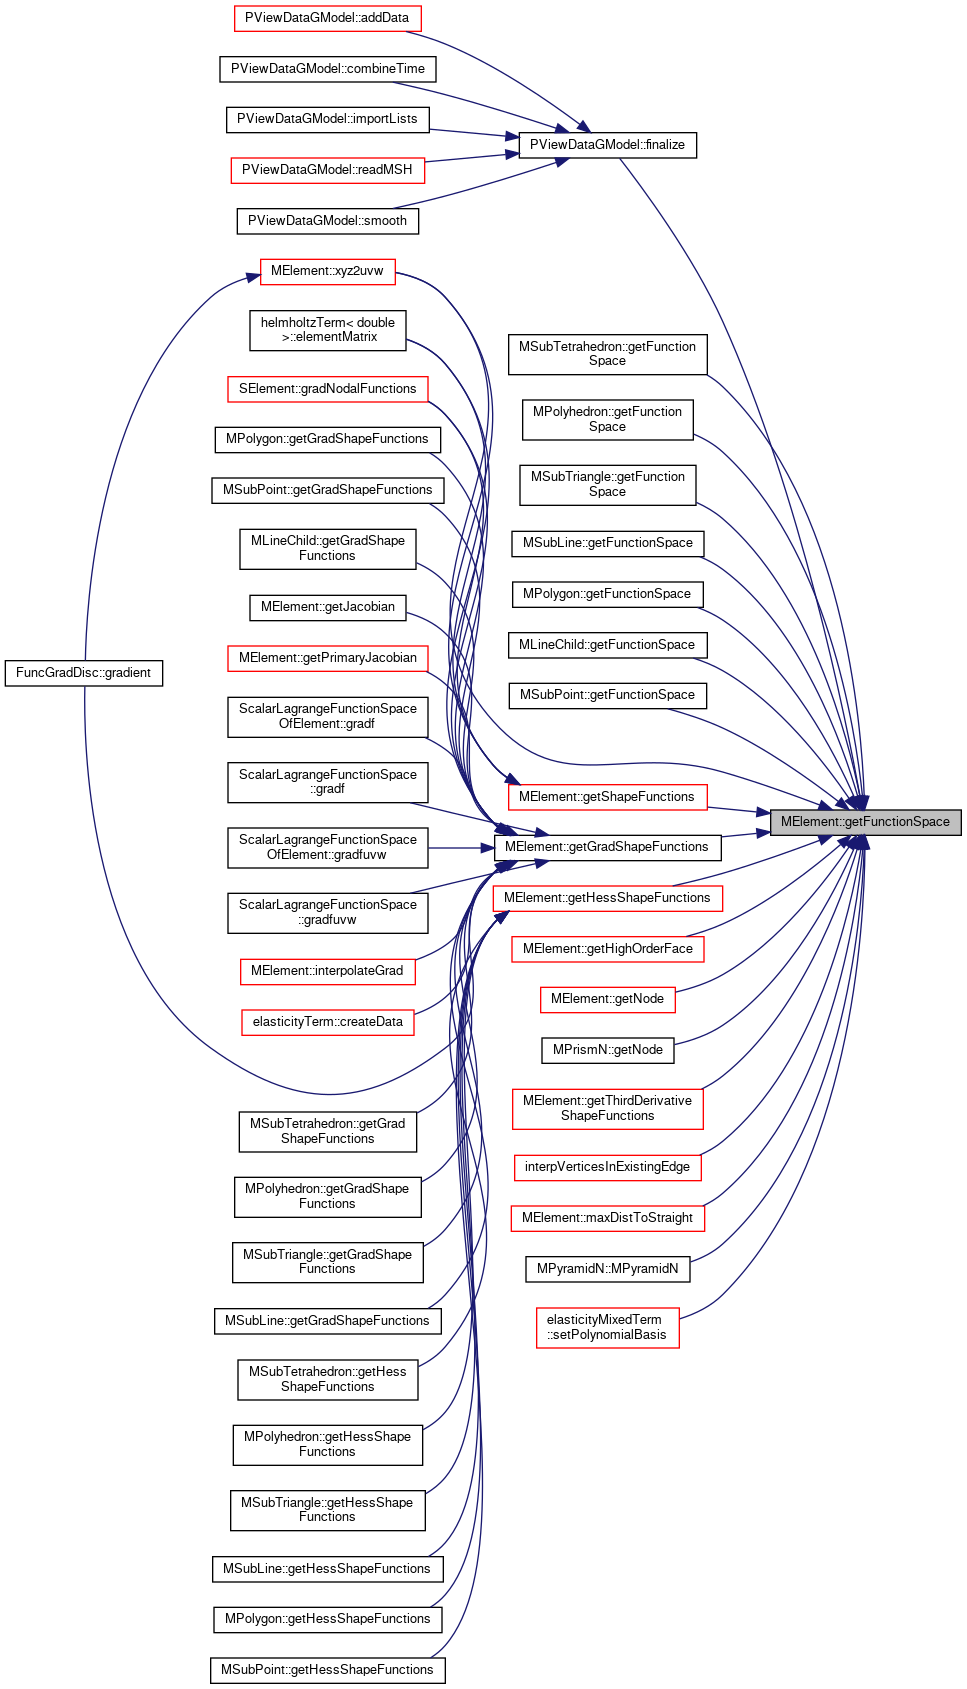 PViewDataGModel::addData
PViewDataGModel::combineTime
PViewDataGModel::importLists
PViewDataGModel::readMSH
PViewDataGModel::smooth
PViewDataGModel::finalize
MElement::xyz2uvw
helmholtzTerm< double
>::elementMatrix
SElement::gradNodalFunctions
MPolygon::getGradShapeFunctions
MSubPoint::getGradShapeFunctions
MLineChild::getGradShape
Functions
MElement::getJacobian
MElement::getPrimaryJacobian
FuncGradDisc::gradient
ScalarLagrangeFunctionSpace
OfElement::gradf
ScalarLagrangeFunctionSpace
::gradf
ScalarLagrangeFunctionSpace
OfElement::gradfuvw
ScalarLagrangeFunctionSpace
::gradfuvw
MElement::interpolateGrad
elasticityTerm::createData
MSubTetrahedron::getGrad
ShapeFunctions
MPolyhedron::getGradShape
Functions
MSubTriangle::getGradShape
Functions
MSubLine::getGradShapeFunctions
MSubTetrahedron::getHess
ShapeFunctions
MPolyhedron::getHessShape
Functions
MSubTriangle::getHessShape
Functions
MSubLine::getHessShapeFunctions
MPolygon::getHessShapeFunctions
MSubPoint::getHessShapeFunctions
MSubTetrahedron::getFunction
Space
MPolyhedron::getFunction
Space
MSubTriangle::getFunction
Space
MSubLine::getFunctionSpace
MPolygon::getFunctionSpace
MLineChild::getFunctionSpace
MSubPoint::getFunctionSpace
MElement::getShapeFunctions
MElement::getGradShapeFunctions
MElement::getHessShapeFunctions
MElement::getHighOrderFace
MElement::getNode
MPrismN::getNode
MElement::getThirdDerivative
ShapeFunctions
interpVerticesInExistingEdge
MElement::maxDistToStraight
MPyramidN::MPyramidN
elasticityMixedTerm
::setPolynomialBasis
MElement::getFunctionSpace